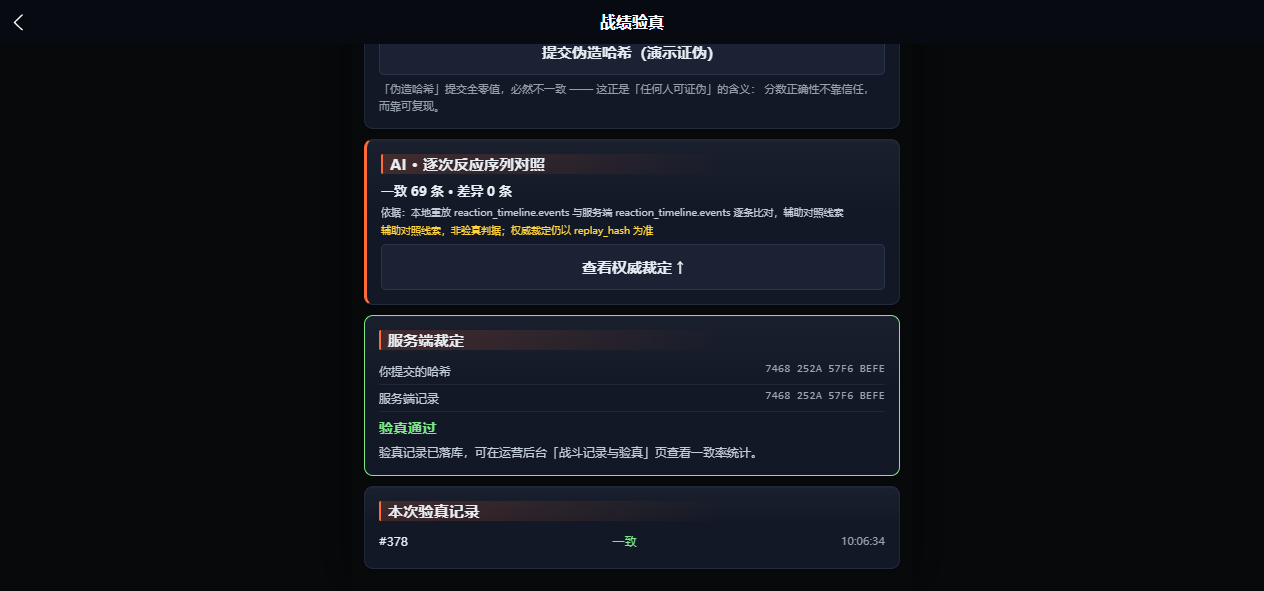 战绩验真
提交伪造哈希（演示证伪）
「伪造哈希」提交全零值，必然不一致 —— 这正是「任何人可证伪」的含义： 分数正确性不靠信任，
而靠可复现。
AI • 逐次反应序列对照
一致 69 条 • 差异 0 条
依据：本地重放 reaction_timeline.events 与服务端 reaction_timeline.events 逐条比对，辅助对照线索
辅助对照线索，非验真判据；权威裁定仍以 replay_hash 为准
查看权威裁定 ↑
服务端裁定
你提交的哈希 7468 252A 57F6 BEFE
服务端记录 7468 252A 57F6 BEFE
验真通过
验真记录已落库，可在运营后台「战斗记录与验真」页查看一致率统计。
本次验真记录
#378 一致 10:06:34